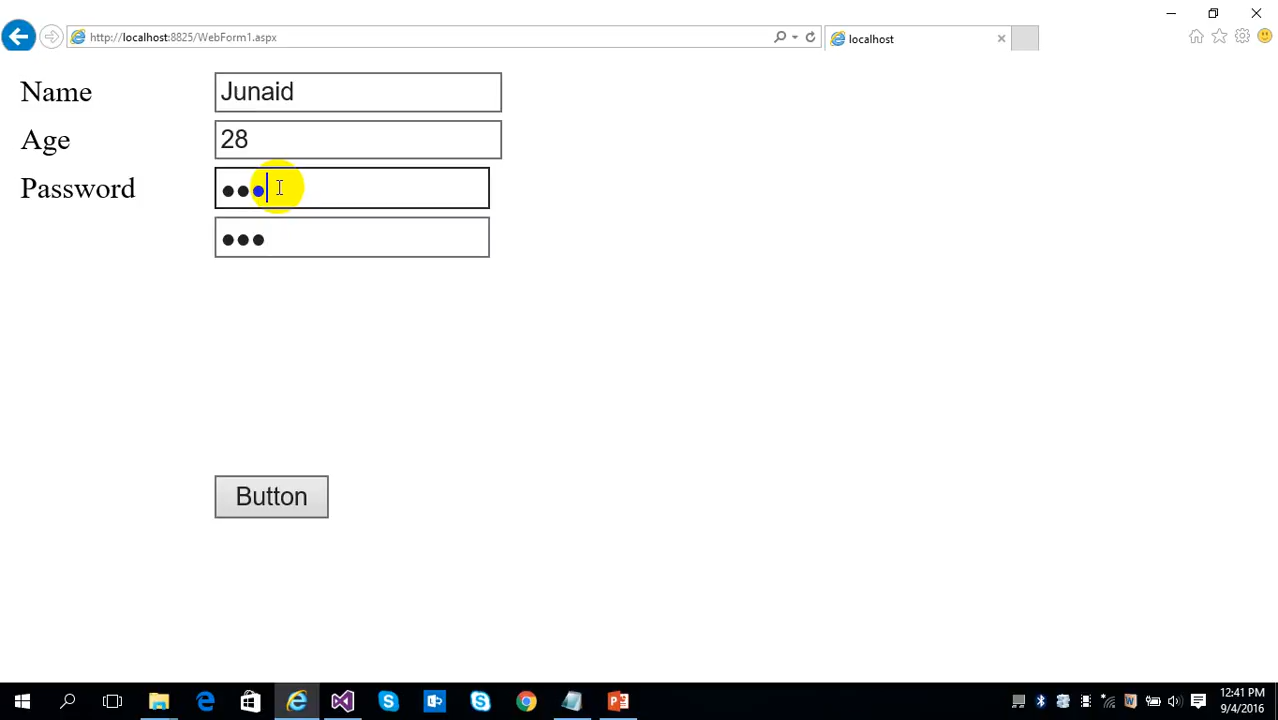 http://localhost:8825/WebForm1.aspx
localhost
Name
Junaid
Age
28
Password
●●●
●●●
Button
12:41 PM
9/4/2016